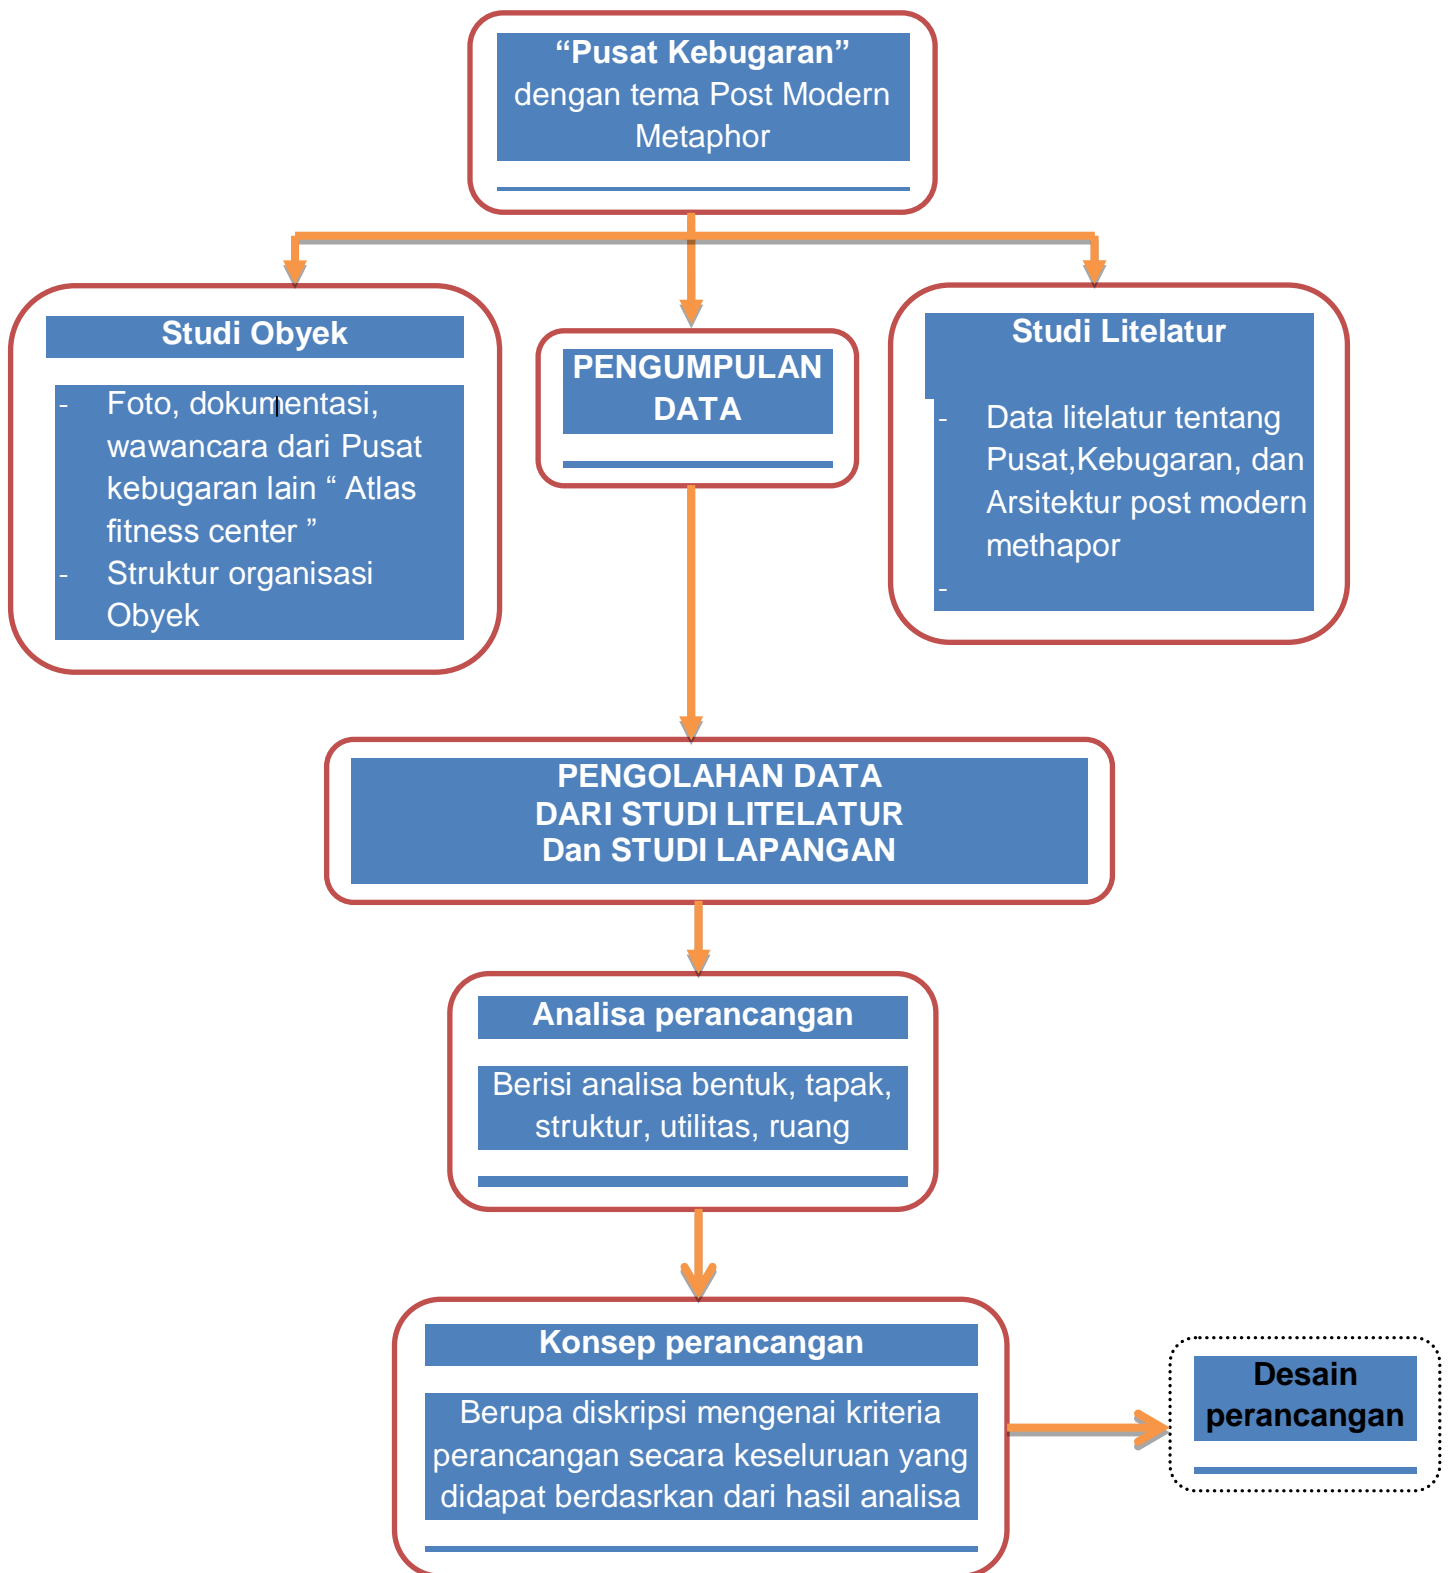 “Pusat Kebugaran”
dengan tema Post Modern
Metaphor
Studi Obyek
- Foto, dokumentasi,
wawancara dari Pusat
kebugaran lain “ Atlas
fitness center ”
- Struktur organisasi
Obyek
PENGUMPULAN
DATA
Studi Litelatur
- Data litelatur tentang
Pusat,Kebugaran, dan
Arsitektur post modern
methapor
-
PENGOLAHAN DATA
DARI STUDI LITELATUR
Dan STUDI LAPANGAN
Analisa perancangan
Berisi analisa bentuk, tapak,
struktur, utilitas, ruang
Konsep perancangan
Berupa diskripsi mengenai kriteria
perancangan secara keseluruan yang
didapat berdasrkan dari hasil analisa
Desain
perancangan